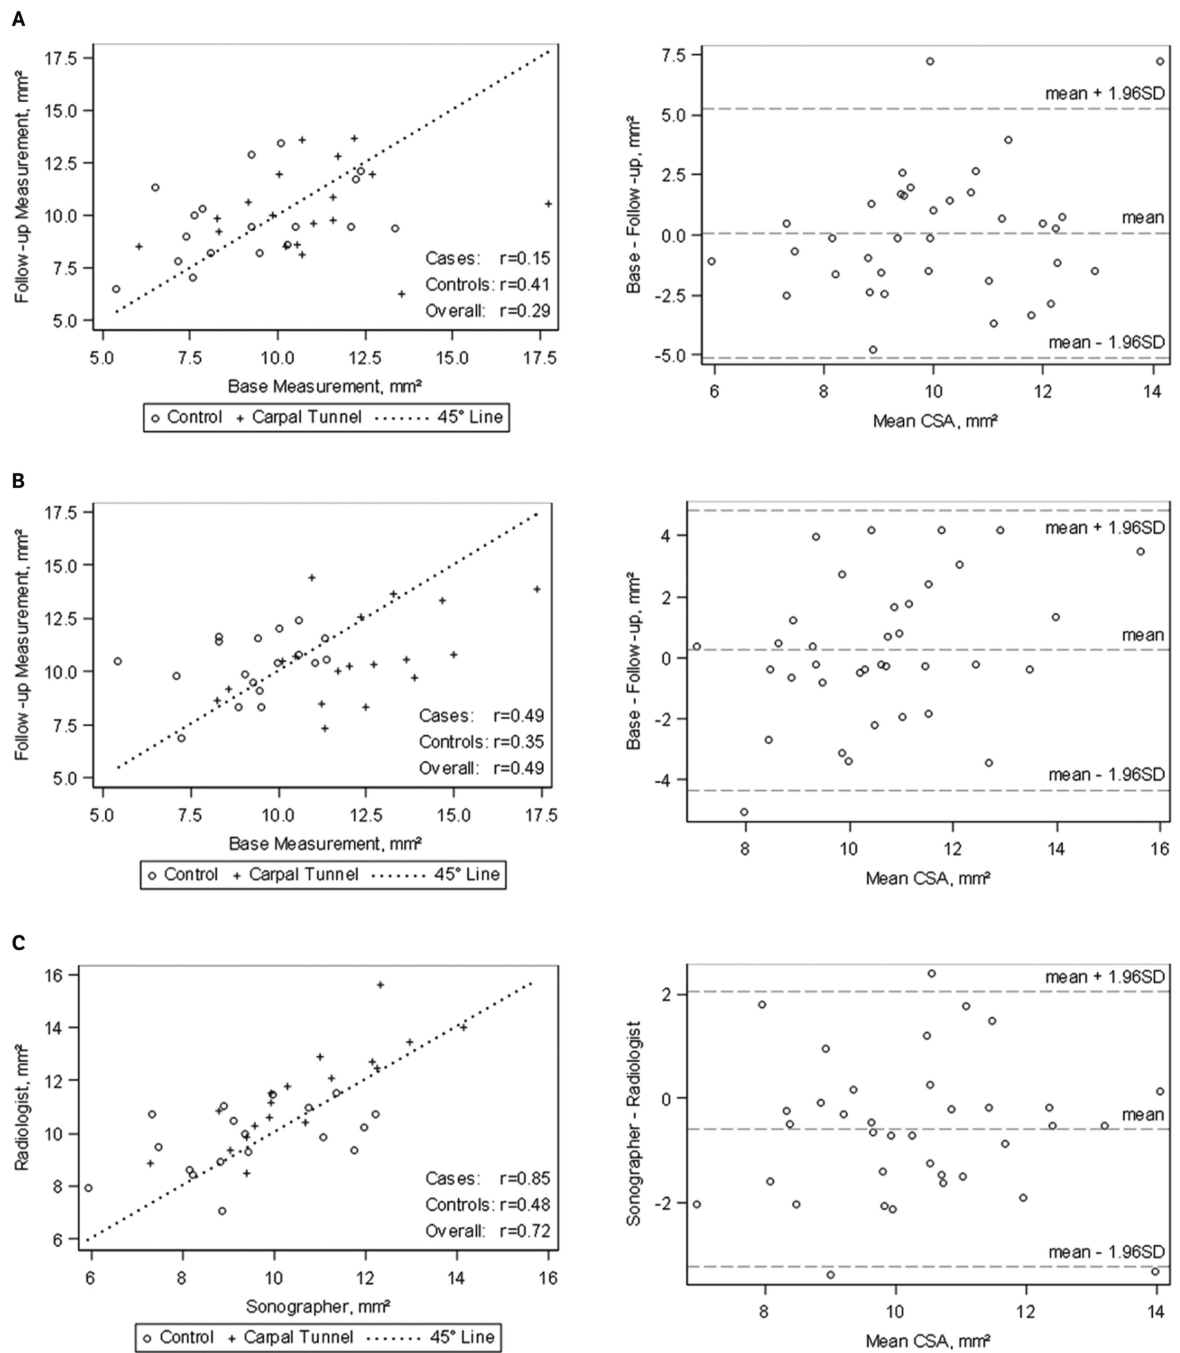 A
17.5
15.0
12.5
10.0
7.5
5.0
Follow-up Measurement, mm²
Cases: r=0.15
Controls: r=0.41
Overall: r=0.29
5.0 7.5 10.0 12.5 15.0 17.5
Base Measurement, mm²
Control Carpal Tunnel 45° Line
7.5
5.0
2.5
0.0
-2.5
-5.0
Base - Follow-up, mm²
mean + 1.96SD
mean
mean - 1.96SD
6 8 10 12 14
Mean CSA, mm²
B
17.5
15.0
12.5
10.0
7.5
5.0
Follow-up Measurement, mm²
Cases: r=0.49
Controls: r=0.35
Overall: r=0.49
5.0 7.5 10.0 12.5 15.0 17.5
Base Measurement, mm²
Control Carpal Tunnel 45° Line
4
2
0
-2
-4
Base - Follow-up, mm²
mean + 1.96SD
mean
mean - 1.96SD
8 10 12 14 16
Mean CSA, mm²
C
16
14
12
10
8
6
Radiologist, mm²
Cases: r=0.85
Controls: r=0.48
Overall: r=0.72
6 8 10 12 14 16
Sonographer, mm²
Control Carpal Tunnel 45° Line
2
0
-2
Sonographer - Radiologist
mean + 1.96SD
mean
mean - 1.96SD
8 10 12 14
Mean CSA, mm²